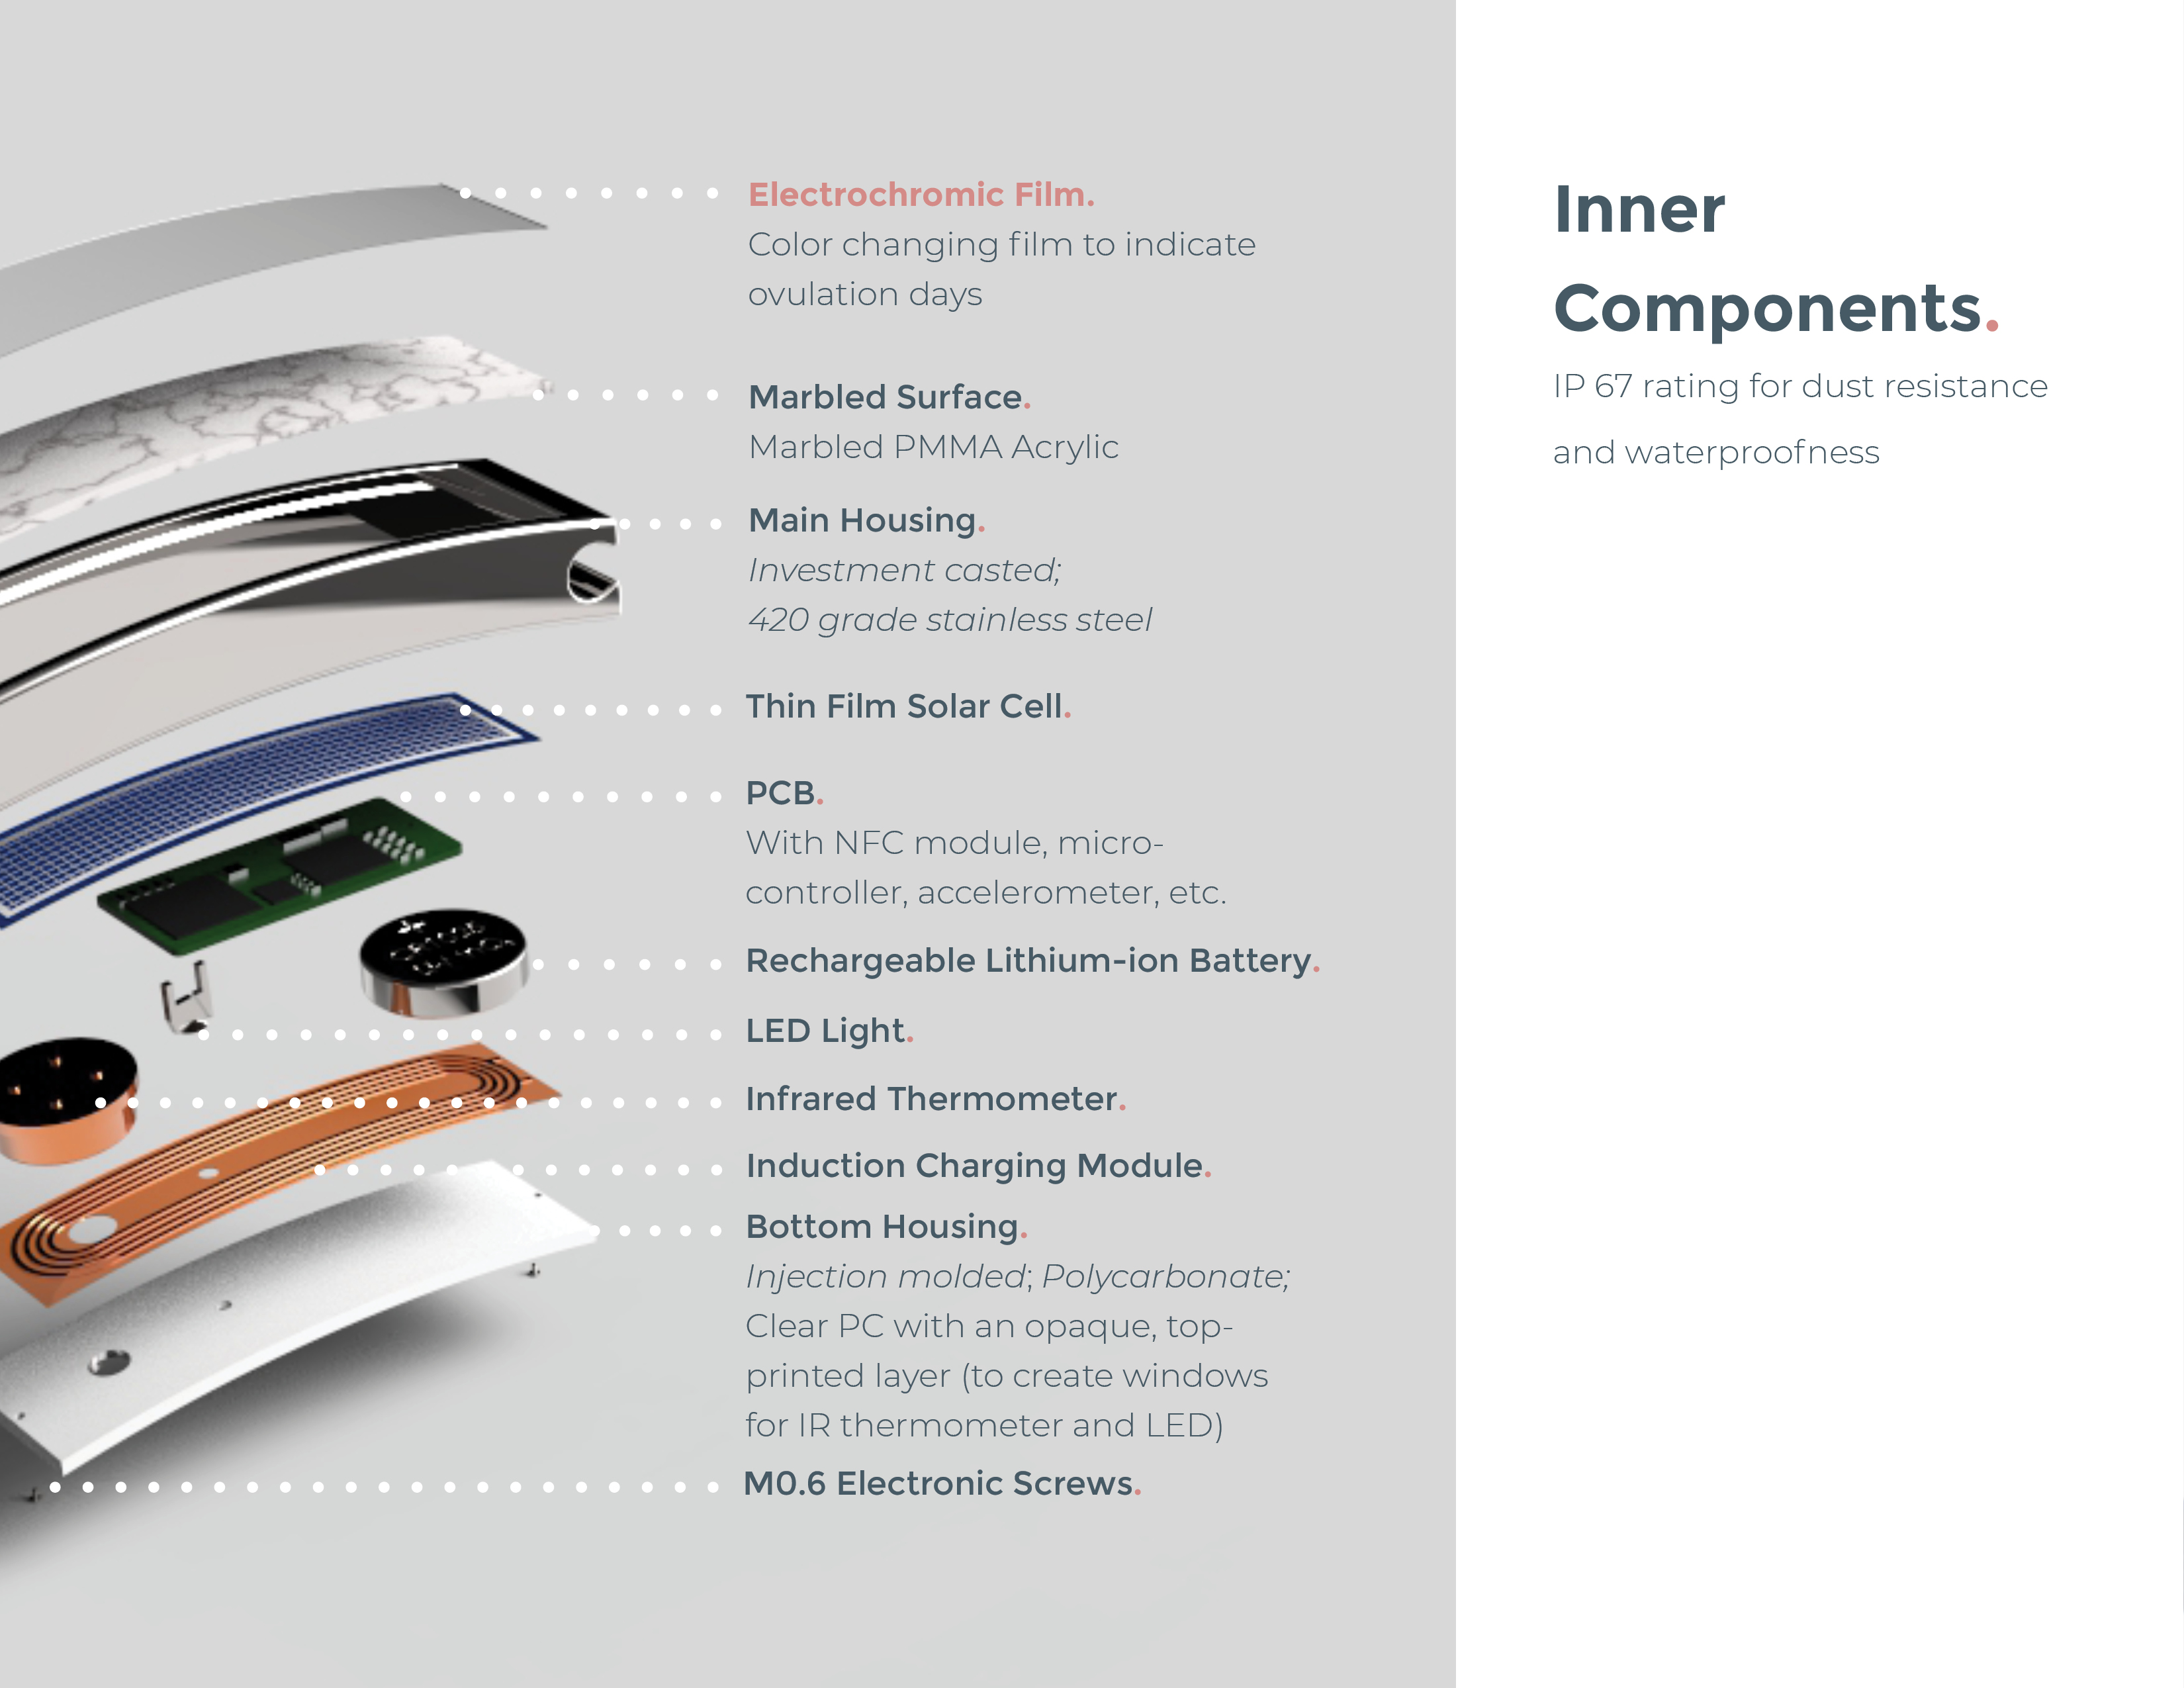 Electrochromic Film.
Color changing film to indicate
ovulation days
Marbled Surface.
Marbled PMMA Acrylic
Main Housing.
Investment casted;
420 grade stainless steel
Thin Film Solar Cell.
PCB.
With NFC module, micro-
controller, accelerometer, etc.
Rechargeable Lithium-ion Battery.
LED Light.
Infrared Thermometer.
Induction Charging Module.
Bottom Housing.
Injection molded; Polycarbonate;
Clear PC with an opaque, top-
printed layer (to create windows
for IR thermometer and LED)
M0.6 Electronic Screws.
Inner
Components.
IP 67 rating for dust resistance
and waterproofness